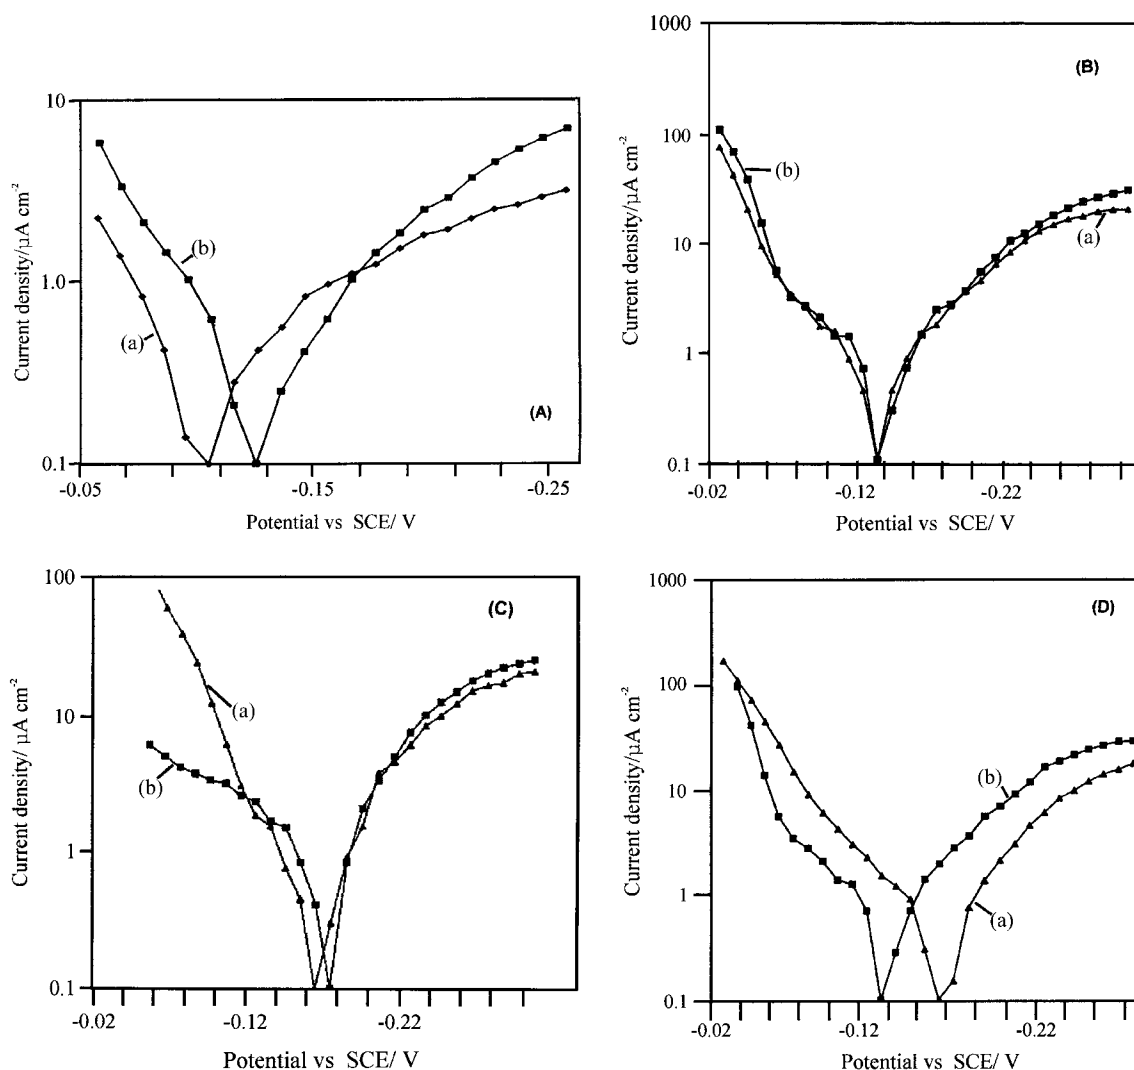 10
1.0
0.1
-0.05
-0.15
-0.25
Current density/µA cm-2
Potential vs SCE/ V
(a)
(b)
(A)
1000
100
10
1
0.1
-0.02
-0.12
-0.22
Current density/µA cm-2
Potential vs SCE/ V
(b)
(a)
(B)
100
10
1
0.1
-0.02
-0.12
-0.22
Current density/ µA cm-2
Potential vs SCE/ V
(a)
(b)
(C)
1000
100
10
1
0.1
-0.02
-0.12
-0.22
Current density/µA cm-2
Potential vs SCE/ V
(b)
(a)
(D)